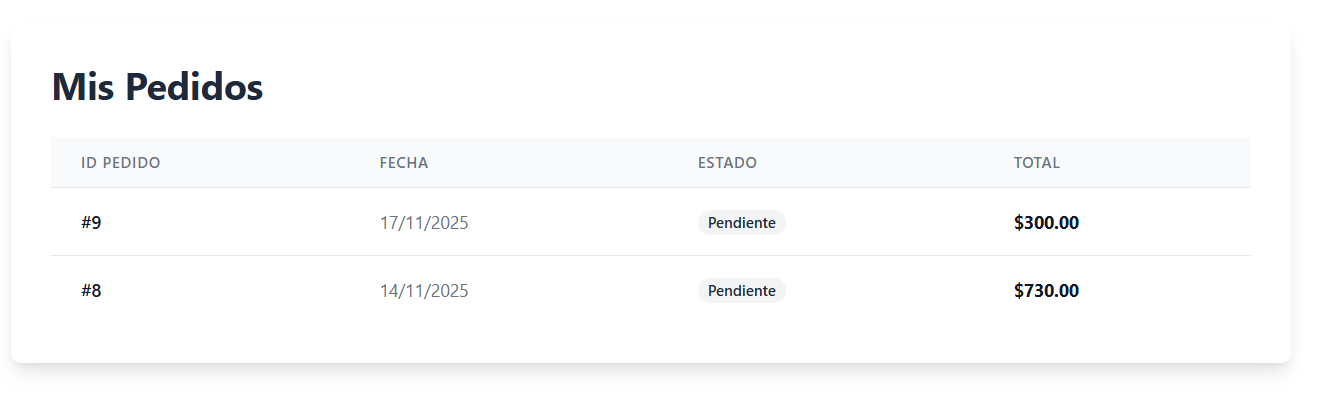 Mis Pedidos
ID PEDIDO FECHA ESTADO TOTAL
#9 17/11/2025 Pendiente $300.00
#8 14/11/2025 Pendiente $730.00